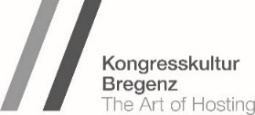 Kongresskultur
Bregenz
The Art of Hosting